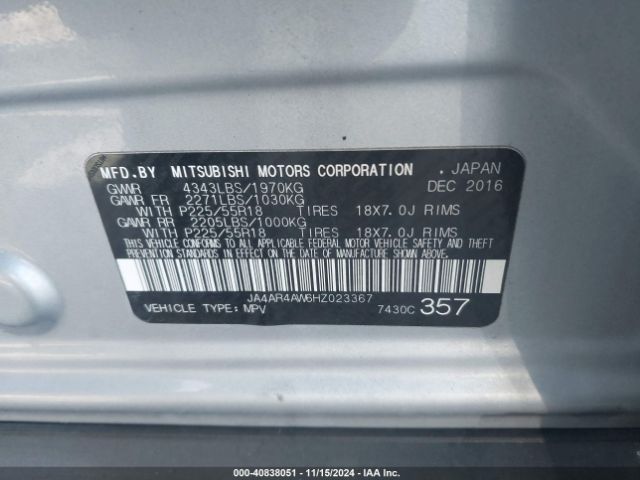 MFD.BY MITSUBISHI MOTORS CORPORATION . JAPAN
GVWR 4343LBS/1970KG DEC 2016
GAWR FR 2271LBS/1030KG
WITH P225/55R18 TIRES 18X7.0J RIMS
GAWR RR 2205LBS/1000KG
WITH P225/55R18 TIRES 18X7.0J RIMS
THIS VEHICLE CONFORMS TO ALL APPLICABLE FEDERAL MOTOR VEHICLE SAFETY AND THEFT
PREVENTION STANDARDS IN EFFECT ON THE DATE OF MANUFACTURE SHOWN ABOVE.
JA4AR4AW6HZ023367
VEHICLE TYPE: MPV 7430C 357
000-40838051 - 11/15/2024 - IAAI.COM